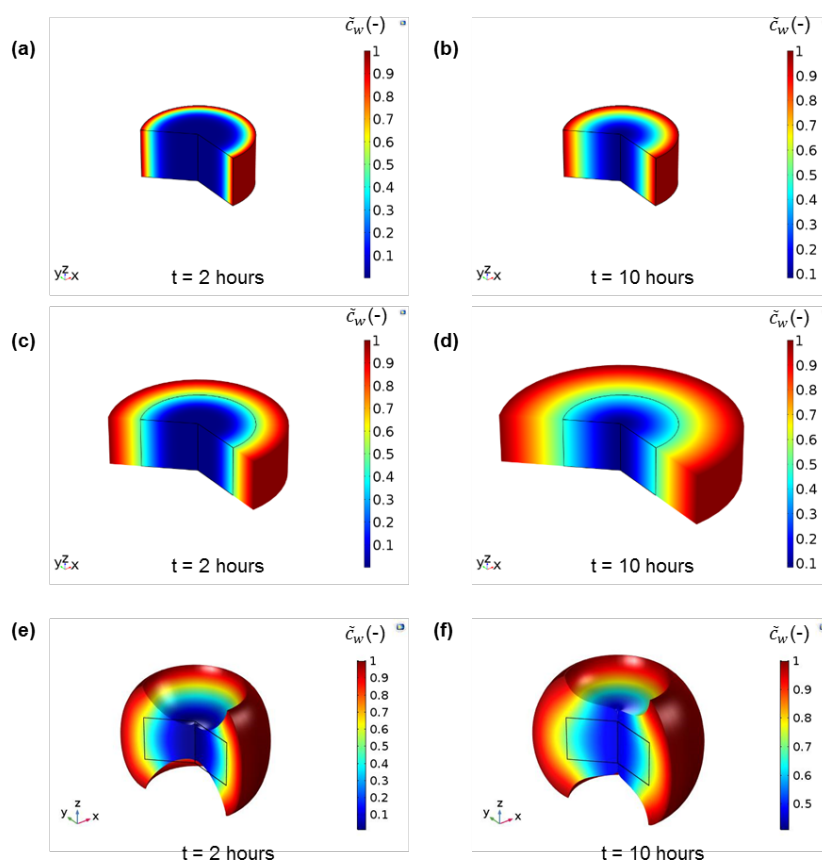 (a)
c̃w(-)
1
0.9
0.8
0.7
0.6
0.5
0.4
0.3
0.2
0.1
y z x
t = 2 hours
(b)
c̃w(-)
1
0.9
0.8
0.7
0.6
0.5
0.4
0.3
0.2
0.1
y z x
t = 10 hours
(c)
c̃w(-)
1
0.9
0.8
0.7
0.6
0.5
0.4
0.3
0.2
0.1
y z x
t = 2 hours
(d)
c̃w(-)
1
0.9
0.8
0.7
0.6
0.5
0.4
0.3
0.2
0.1
y z x
t = 10 hours
(e)
c̃w(-)
1
0.9
0.8
0.7
0.6
0.5
0.4
0.3
0.2
0.1
z
y x
t = 2 hours
(f)
c̃w(-)
1
0.9
0.8
0.7
0.6
0.5
z
y x
t = 10 hours